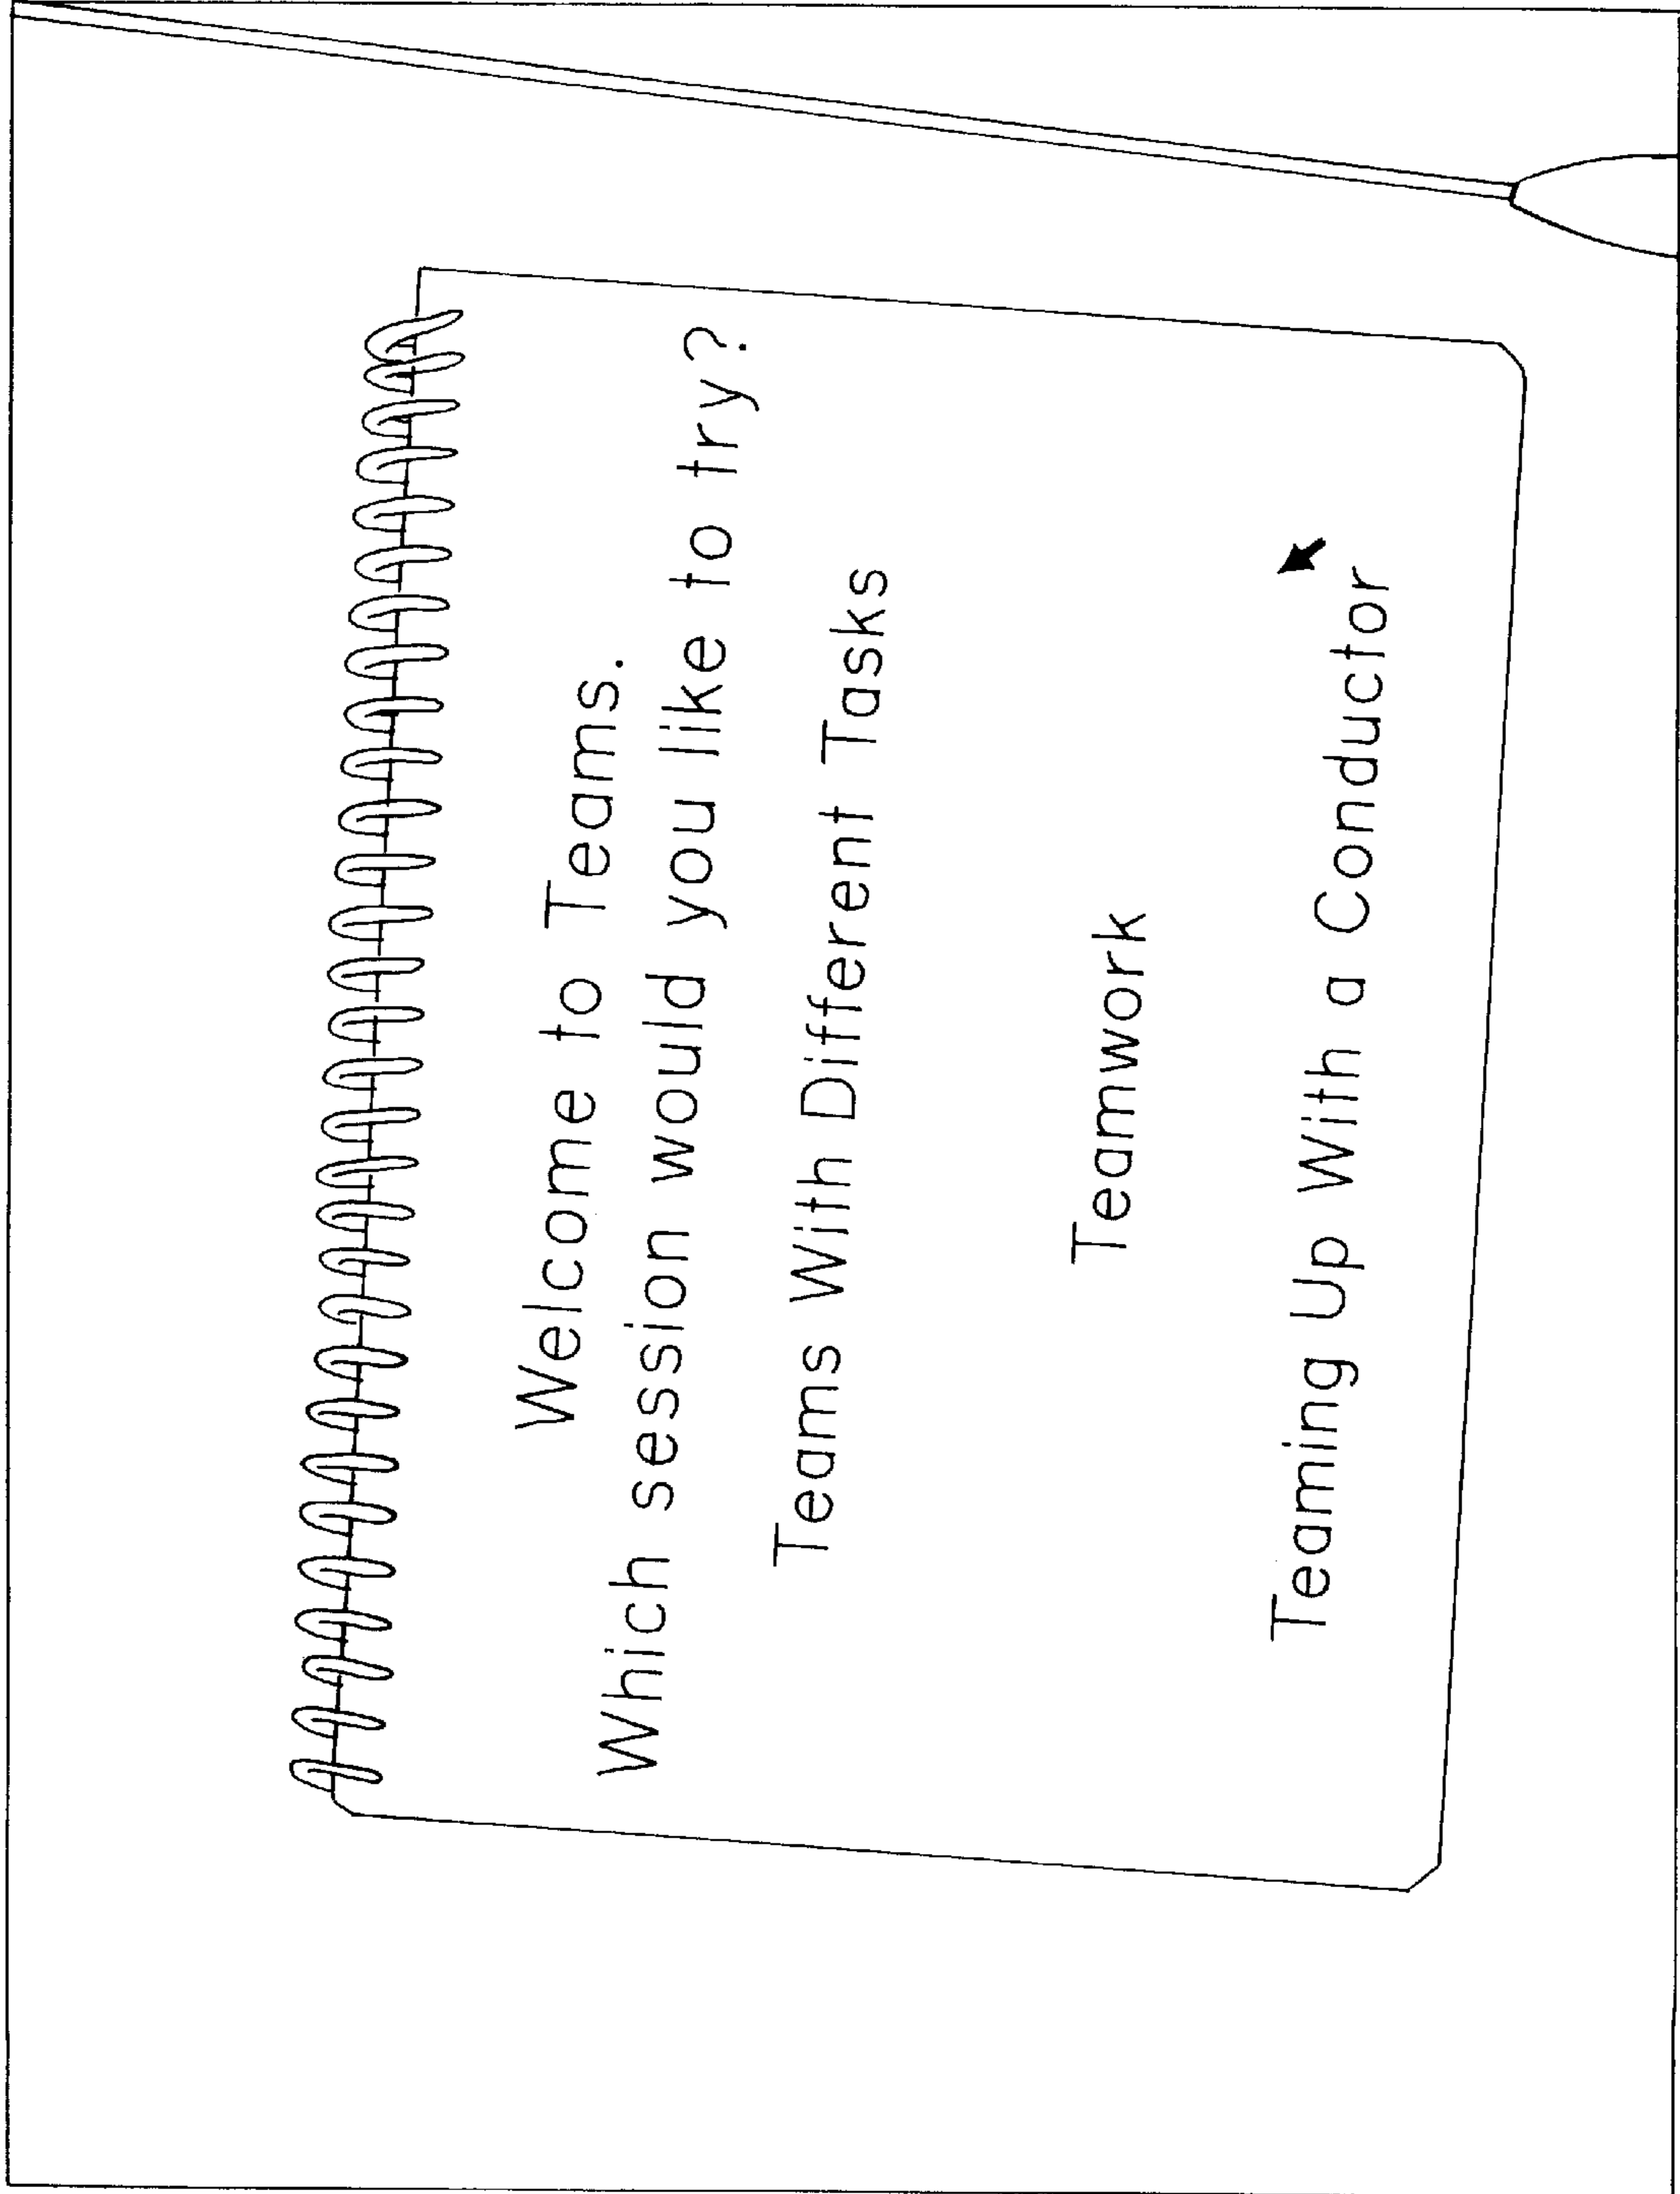 Welcome to Teams.
Which session would you like to try?
Teams With Different Tasks
Teamwork
Teaming Up With a Conductor